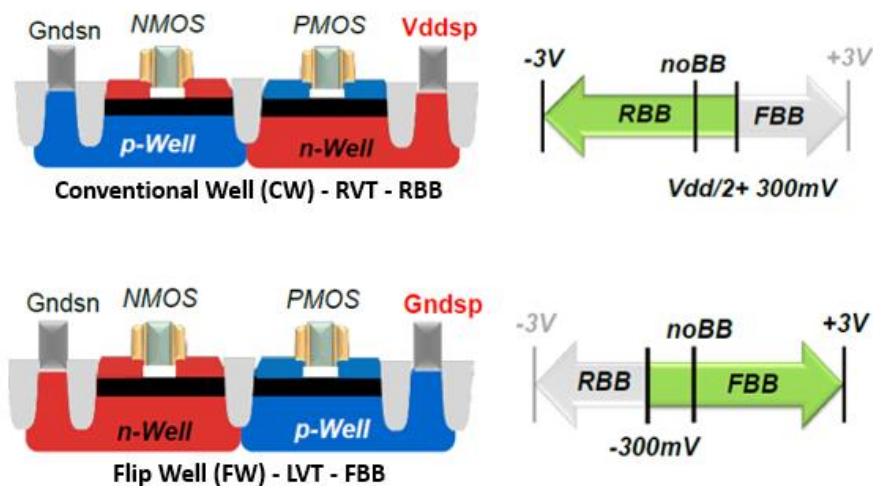 Gndsn NMOS PMOS Vddsp
p-Well n-Well
Conventional Well (CW) - RVT - RBB
-3V noBB +3V
RBB FBB
Vdd/2+ 300mV
Gndsn NMOS PMOS Gndsp
n-Well p-Well
Flip Well (FW) - LVT - FBB
-3V noBB +3V
RBB FBB
-300mV